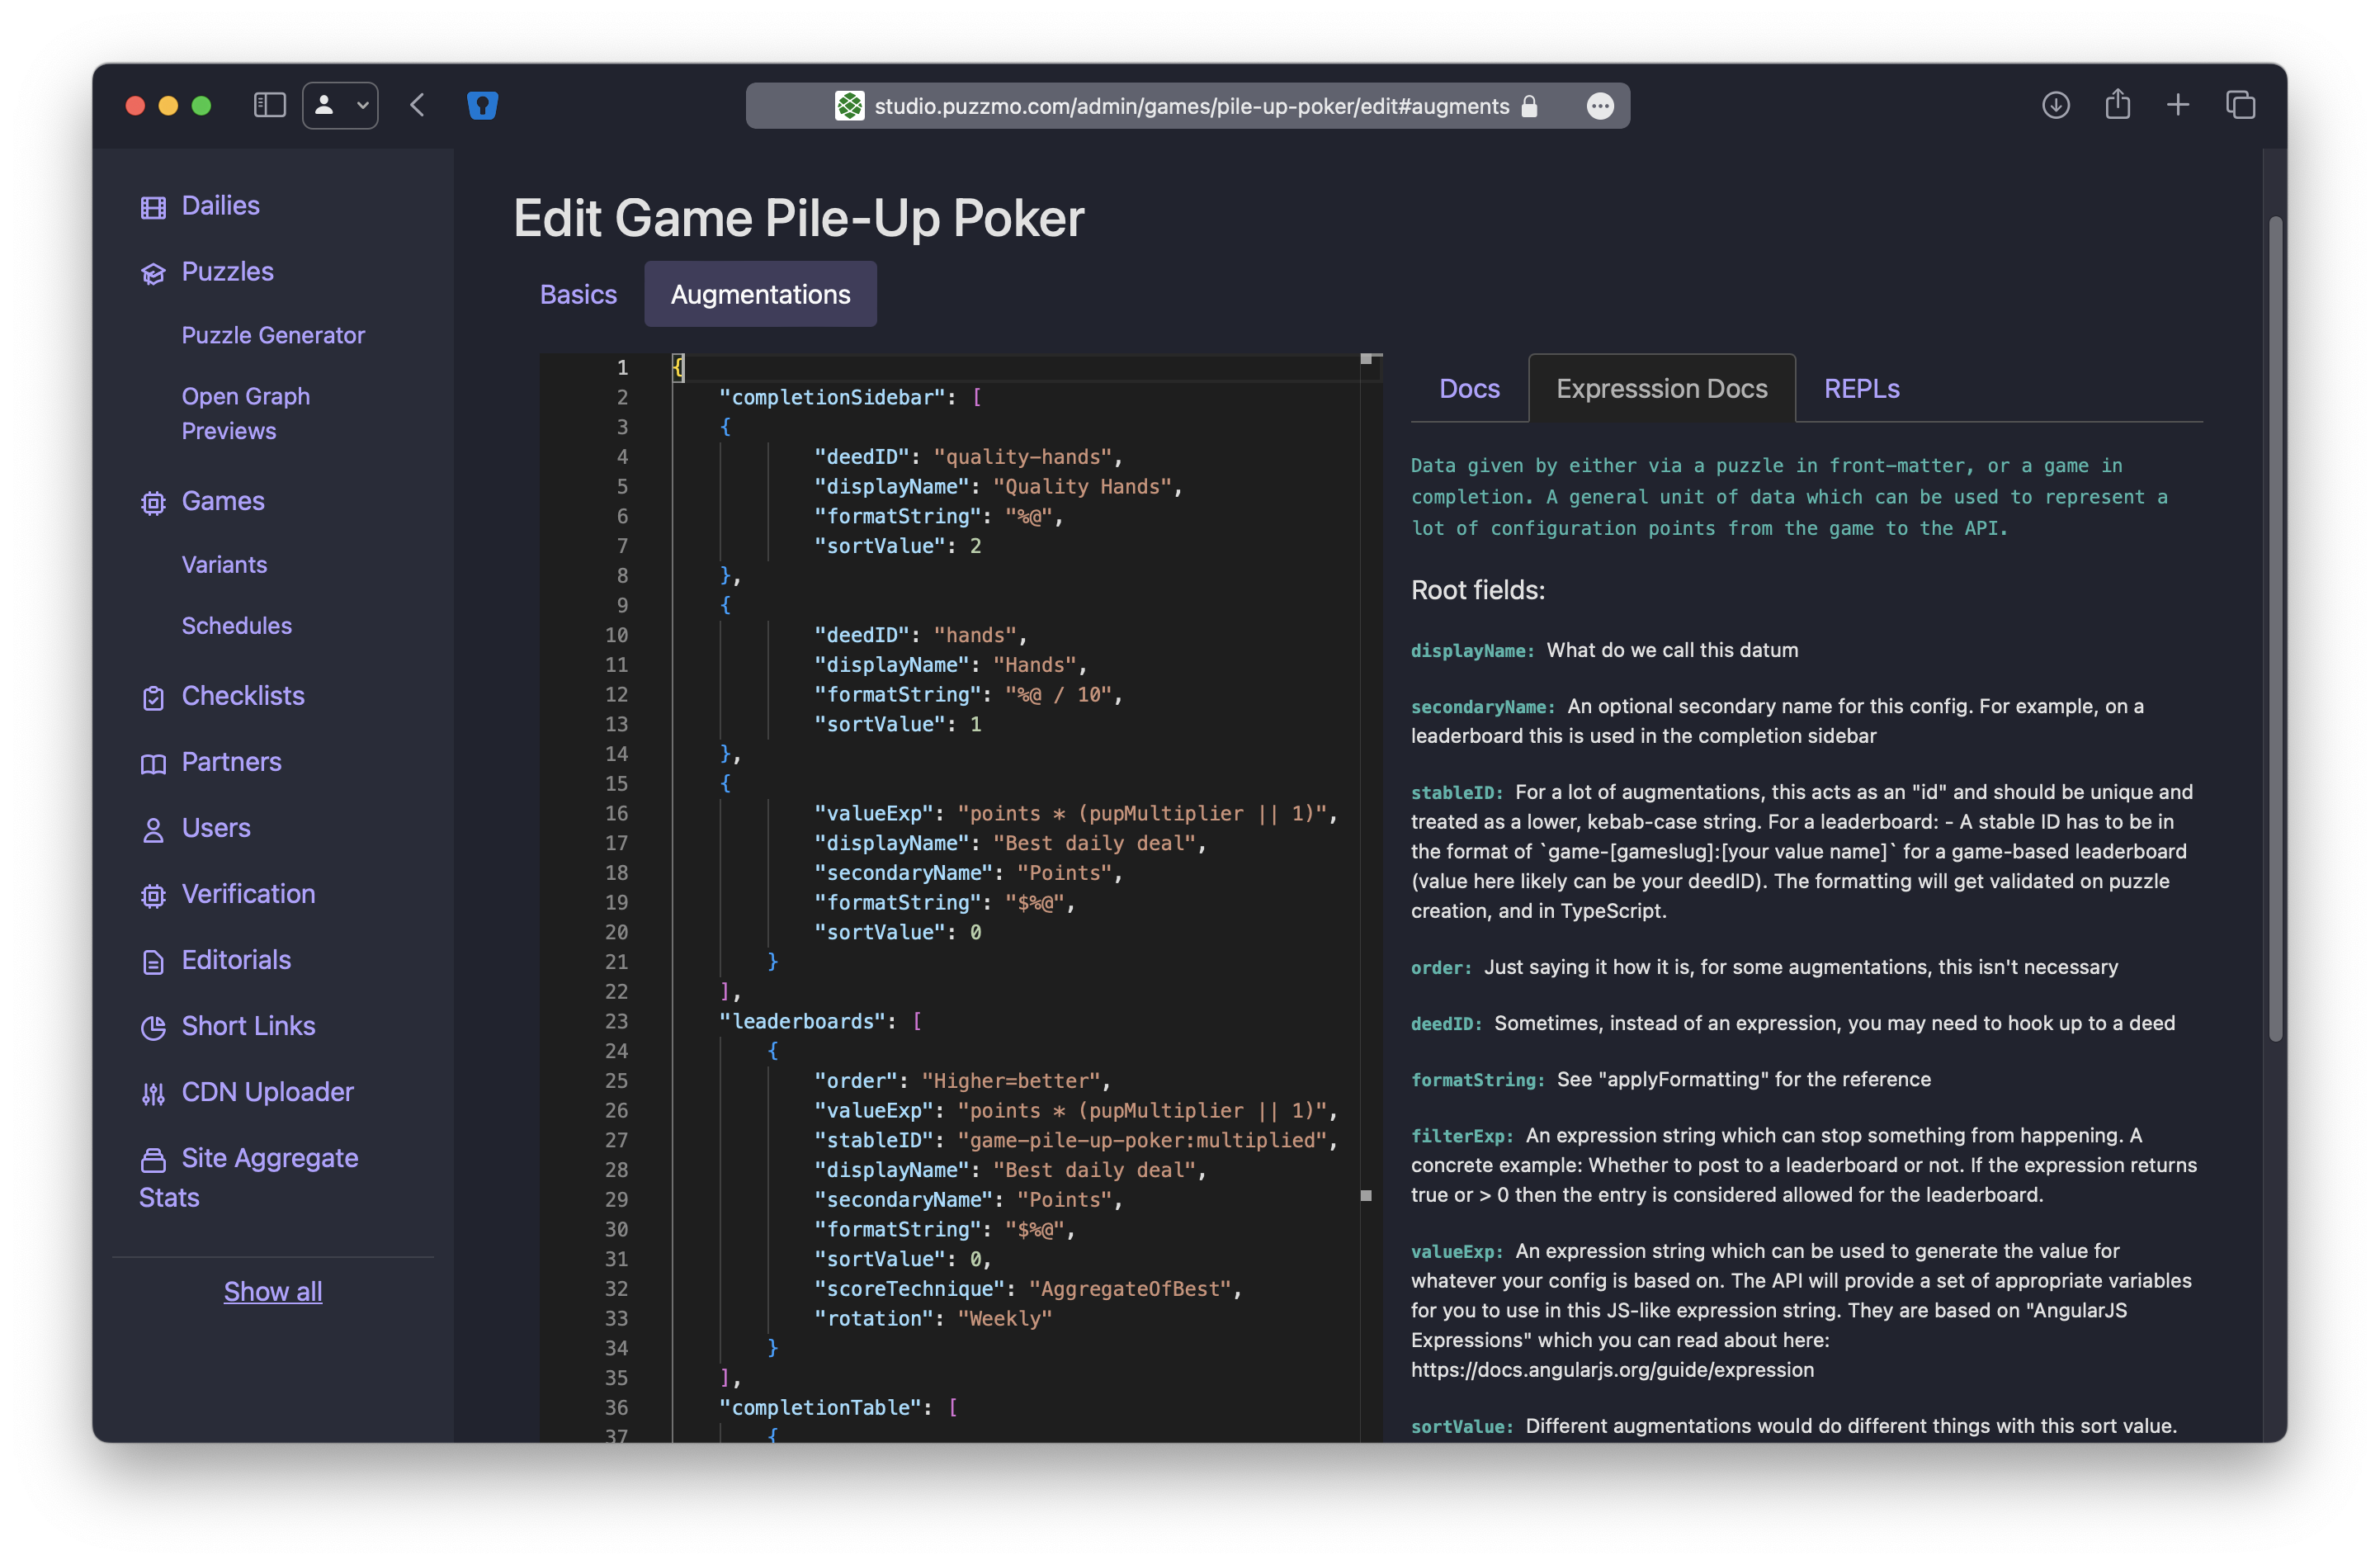 studio.puzzmo.com/admin/games/pile-up-poker/edit#augments
Dailies
Puzzles
Puzzle Generator
Open Graph
Previews
Games
Variants
Schedules
Checklists
Partners
Users
Verification
Editorials
Short Links
CDN Uploader
Site Aggregate
Stats
Show all
Edit Game Pile-Up Poker
Basics
Augmentations
1 {
2 "completionSidebar": [
3 {
4 "deedID": "quality-hands",
5 "displayName": "Quality Hands",
6 "formatString": "%@",
7 "sortValue": 2
8 },
9 {
10 "deedID": "hands",
11 "displayName": "Hands",
12 "formatString": "%@ / 10",
13 "sortValue": 1
14 },
15 {
16 "valueExp": "points * (pupMultiplier || 1)",
17 "displayName": "Best daily deal",
18 "secondaryName": "Points",
19 "formatString": "$%@",
20 "sortValue": 0
21 }
22 ],
23 "leaderboards": [
24 {
25 "order": "Higher=better",
26 "valueExp": "points * (pupMultiplier || 1)",
27 "stableID": "game-pile-up-poker:multiplied",
28 "displayName": "Best daily deal",
29 "secondaryName": "Points",
30 "formatString": "$%@",
31 "sortValue": 0,
32 "scoreTechnique": "AggregateOfBest",
33 "rotation": "Weekly"
34 }
35 ],
36 "completionTable": [
37 {
Docs
Expresssion Docs
REPLs
Data given by either via a puzzle in front-matter, or a game in
completion. A general unit of data which can be used to represent a
lot of configuration points from the game to the API.
Root fields:
displayName: What do we call this datum
secondaryName: An optional secondary name for this config. For example, on a
leaderboard this is used in the completion sidebar
stableID: For a lot of augmentations, this acts as an "id" and should be unique and
treated as a lower, kebab-case string. For a leaderboard: - A stable ID has to be in
the format of `game-[gameslug]:[your value name]` for a game-based leaderboard
(value here likely can be your deedID). The formatting will get validated on puzzle
creation, and in TypeScript.
order: Just saying it how it is, for some augmentations, this isn't necessary
deedID: Sometimes, instead of an expression, you may need to hook up to a deed
formatString: See "applyFormatting" for the reference
filterExp: An expression string which can stop something from happening. A
concrete example: Whether to post to a leaderboard or not. If the expression returns
true or > 0 then the entry is considered allowed for the leaderboard.
valueExp: An expression string which can be used to generate the value for
whatever your config is based on. The API will provide a set of appropriate variables
for you to use in this JS-like expression string. They are based on "AngularJS
Expressions" which you can read about here:
https://docs.angularjs.org/guide/expression
sortValue: Different augmentations would do different things with this sort value.